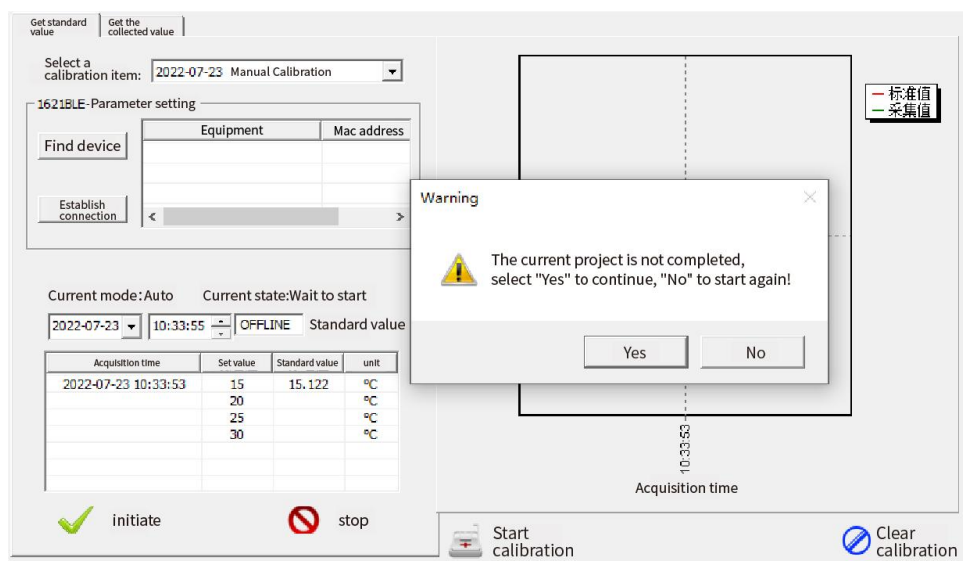 Get standard
value
Get the
collected value
Select a
calibration item:
2022-07-23 Manual Calibration
1621BLE-Parameter setting
Find device
Equipment
Mac address
Establish
connection
标准值
采集值
Warning
The current project is not completed,
select "Yes" to continue, "No" to start again!
Yes
No
Current mode:Auto
Current state:Wait to start
2022-07-23
10:33:55
OFFLINE
Standard value
Acquisition time Set value Standard value unit
2022-07-23 10:33:53 15 15.122 °C
20 °C
25 °C
30 °C
10:33:53
Acquisition time
initiate
stop
Start
calibration
Clear
calibration